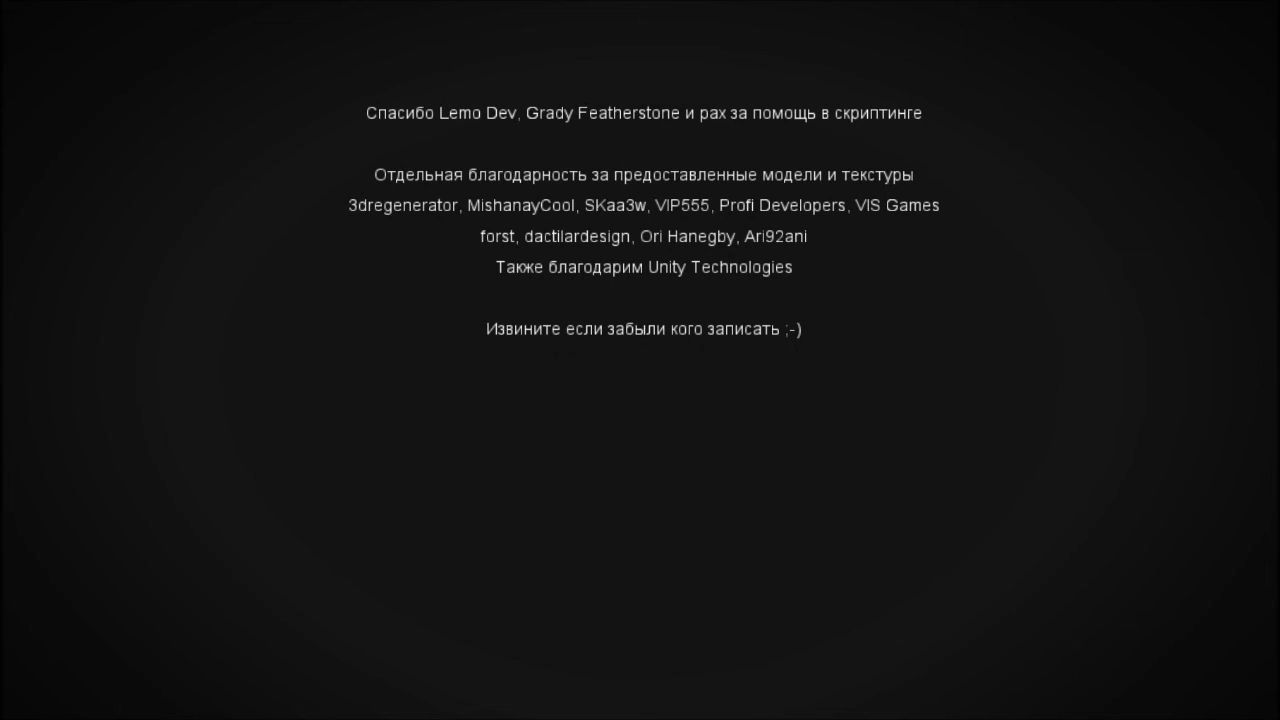 Спасибо Lemo Dev, Grady Featherstone и pax за помощь в скриптинге
Отдельная благодарность за предоставленные модели и текстуры
3dregenerator, MishanayCool, SKaa3w, VIP555, Profi Developers, VIS Games
forst, dactilardesign, Ori Hanegby, Ari92ani
Также благодарим Unity Technologies
Извините если забыли кого записать ;-)